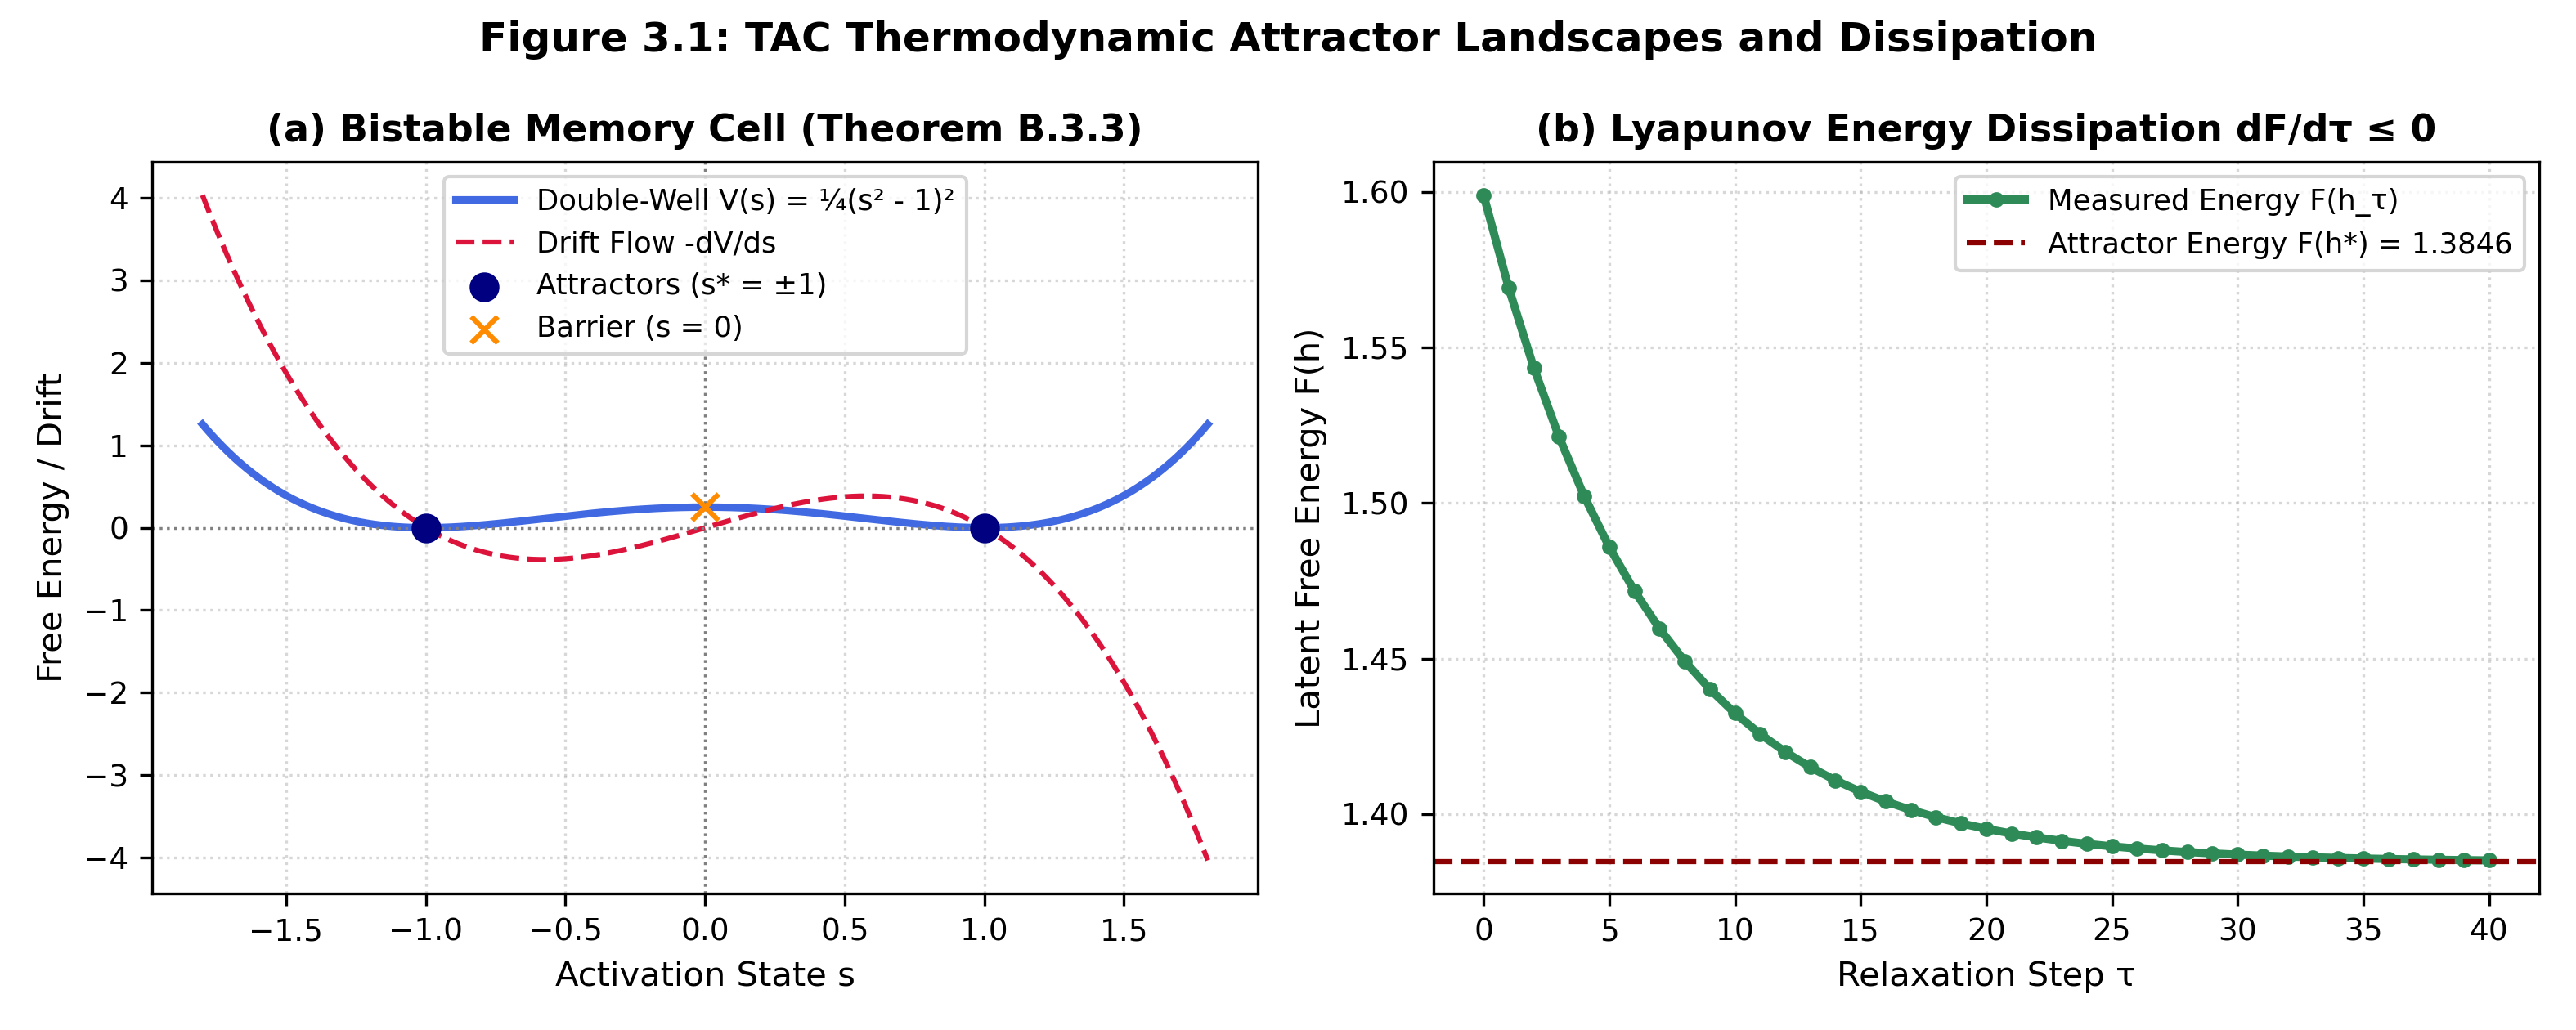 Figure 3.1: TAC Thermodynamic Attractor Landscapes and Dissipation
(a) Bistable Memory Cell (Theorem B.3.3)
Double-Well V(s) = ¼(s² - 1)²
Drift Flow -dV/ds
Attractors (s* = ±1)
Barrier (s = 0)
Free Energy / Drift
4
3
2
1
0
−1
−2
−3
−4
−1.5 −1.0 −0.5 0.0 0.5 1.0 1.5
Activation State s
(b) Lyapunov Energy Dissipation dF/dτ ≤ 0
Measured Energy F(h_τ)
Attractor Energy F(h*) = 1.3846
Latent Free Energy F(h)
1.60
1.55
1.50
1.45
1.40
0 5 10 15 20 25 30 35 40
Relaxation Step τ